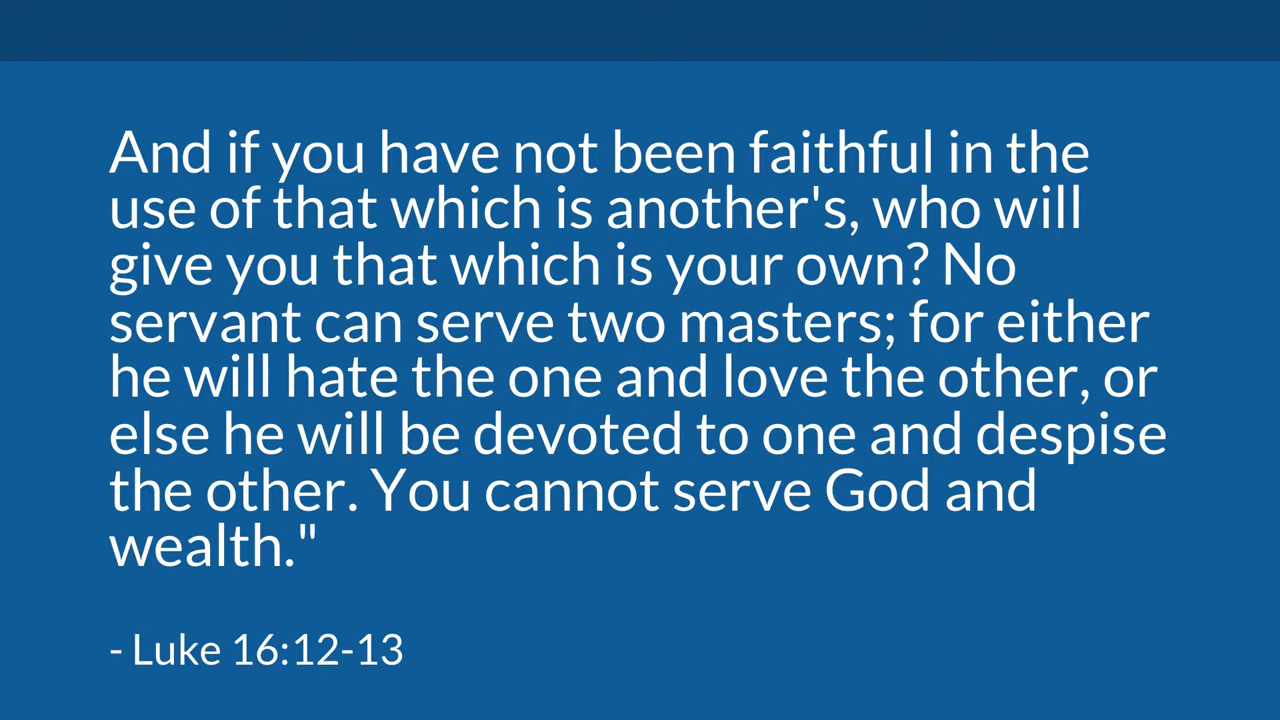 And if you have not been faithful in the
use of that which is another's, who will
give you that which is your own? No
servant can serve two masters; for either
he will hate the one and love the other, or
else he will be devoted to one and despise
the other. You cannot serve God and
wealth."
- Luke 16:12-13